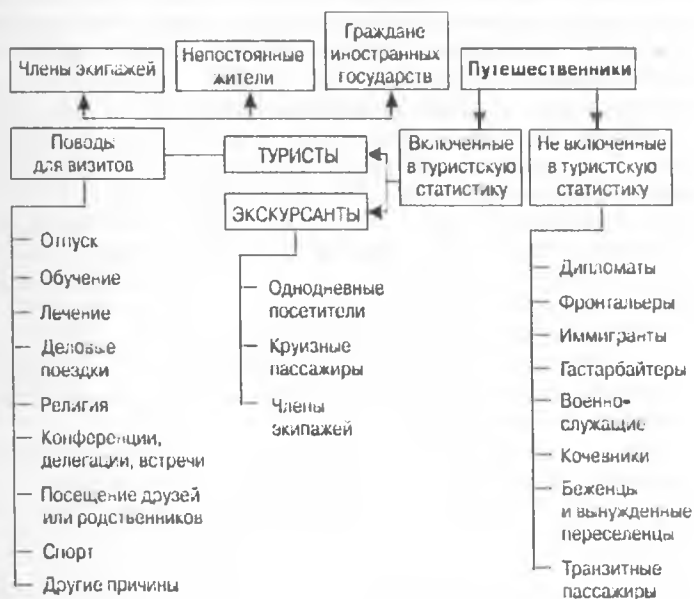 Члены экипажей
Непостоянные
жители
Граждане
иностранных
государств
Путешественники
Поводы
для визитов
ТУРИСТЫ
ЭКСКУРСАНТЫ
Включенные
в туристскую
статистику
Не включенные
в туристскую
статистику
Отпуск
Обучение
Лечение
Деловые
поездки
Религия
Конференции,
делегации, встречи
Посещение друзей
или родственников
Спорт
Другие причины
Однодневные
посетители
Круизные
пассажиры
Члены
экипажей
Дипломаты
Фронтальеры
Иммигранты
Гастарбайтеры
Военно-
служащие
Кочевники
Беженцы
и вынужденные
переселенцы
Транзитные
пассажиры